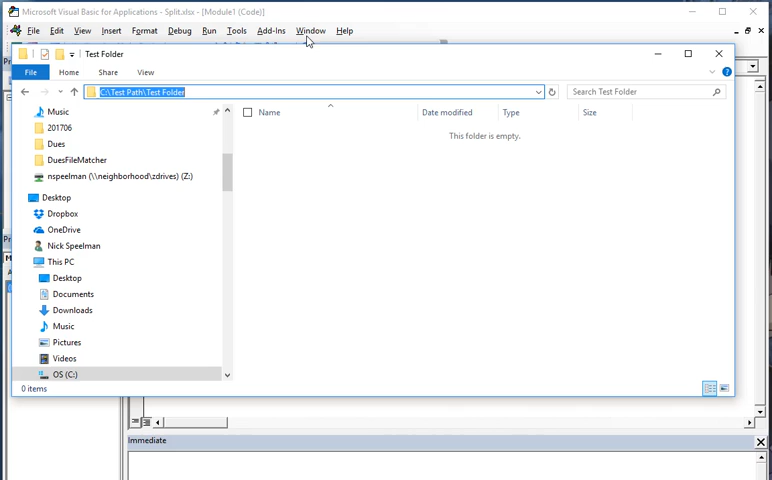 Microsoft Visual Basic for Applications - Split.xlsx - [Module1 (Code)]
File Edit View Insert Format Debug Run Tools Add-Ins Window Help
Test Folder
File Home Share View
C:\Test Path\Test Folder
Search Test Folder
Name Date modified Type Size
This folder is empty.
Music
201706
Dues
DuesFileMatcher
nspeelman (\\neighborhood\zdrives) (Z:)
Desktop
Dropbox
OneDrive
Nick Speelman
This PC
Desktop
Documents
Downloads
Music
Pictures
Videos
OS (C:)
0 items
Immediate